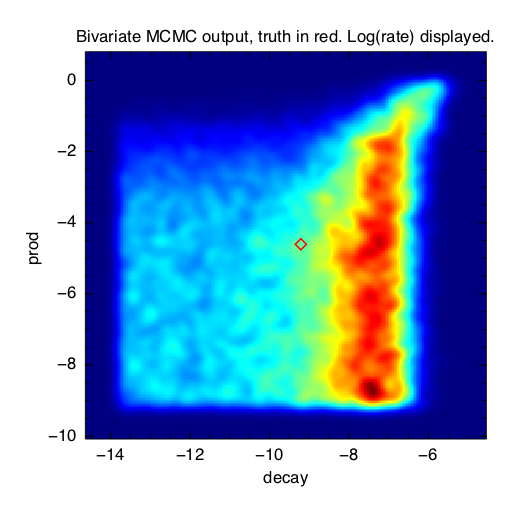 Bivariate MCMC output, truth in red. Log(rate) displayed.
0
−2
−4
prod
−6
−8
−10
−14 −12 −10 −8 −6
decay